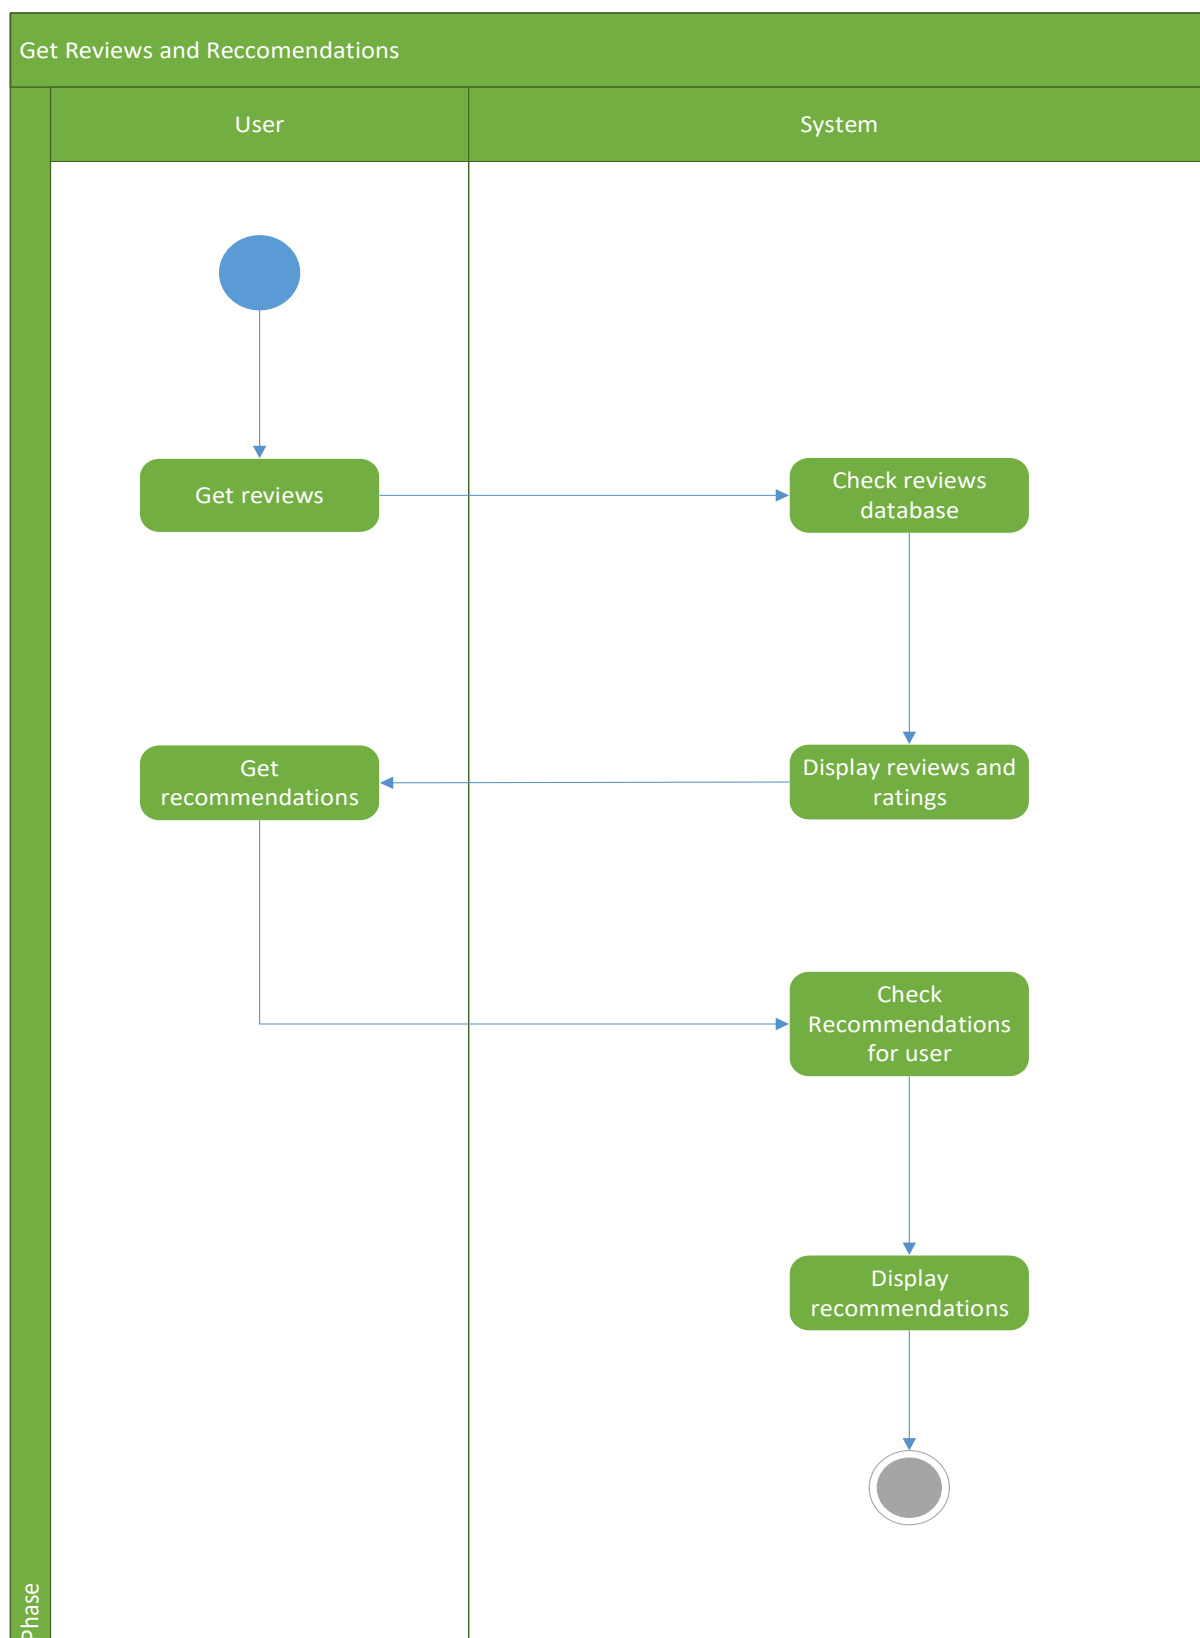 Get Reviews and Reccomendations
User
System
Get reviews
Check reviews
database
Get
recommendations
Display reviews and
ratings
Check
Recommendations
for user
Display
recommendations
Phase